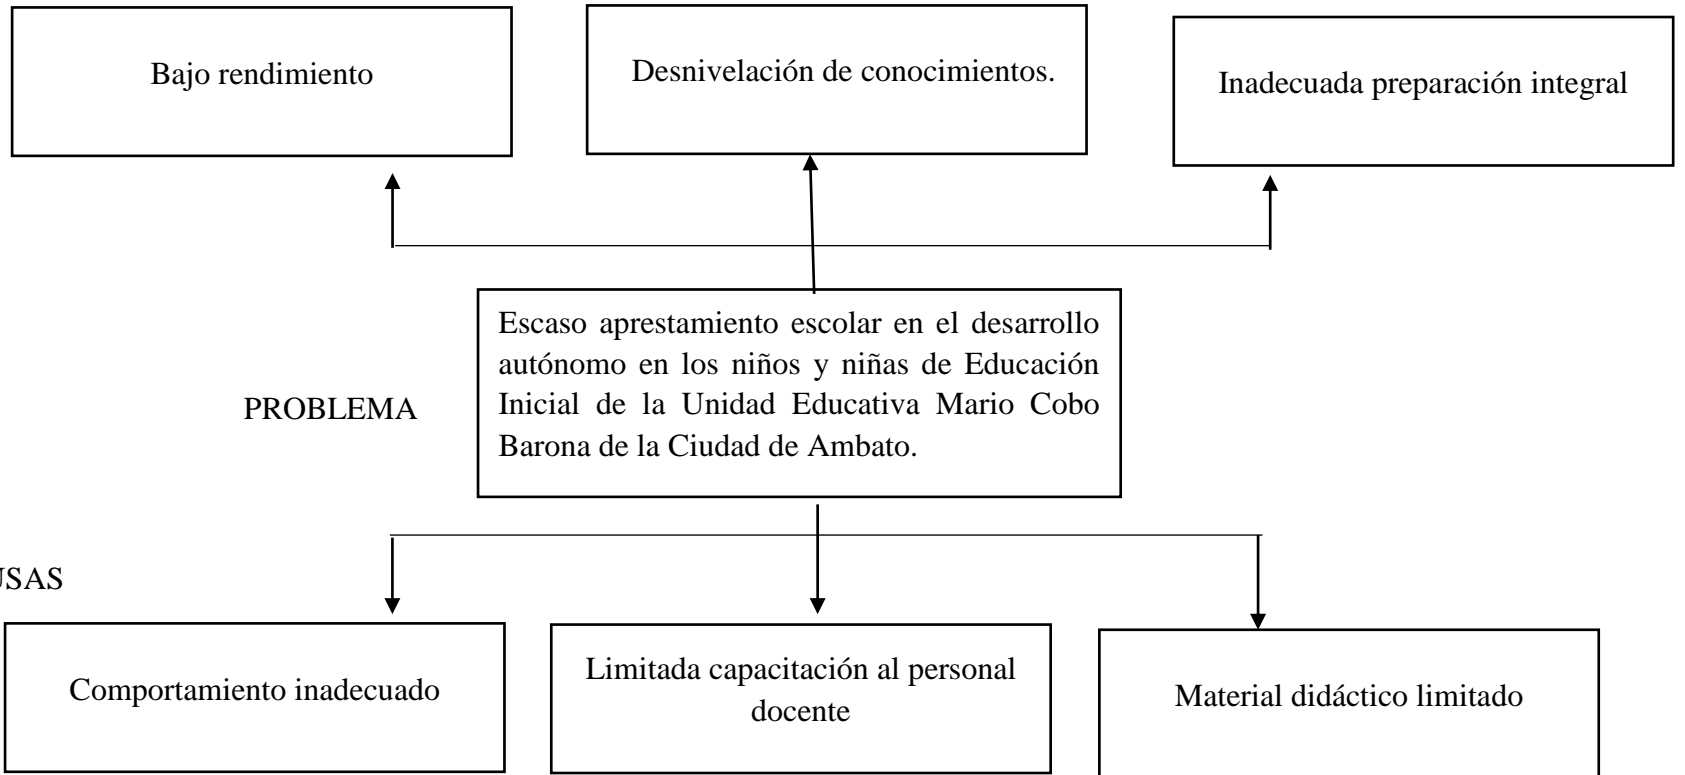 Bajo rendimiento
Desnivelación de conocimientos.
Inadecuada preparación integral
Escaso aprestamiento escolar en el desarrollo
autónomo en los niños y niñas de Educación
Inicial de la Unidad Educativa Mario Cobo
Barona de la Ciudad de Ambato.
PROBLEMA
USAS
Comportamiento inadecuado
Limitada capacitación al personal
docente
Material didáctico limitado